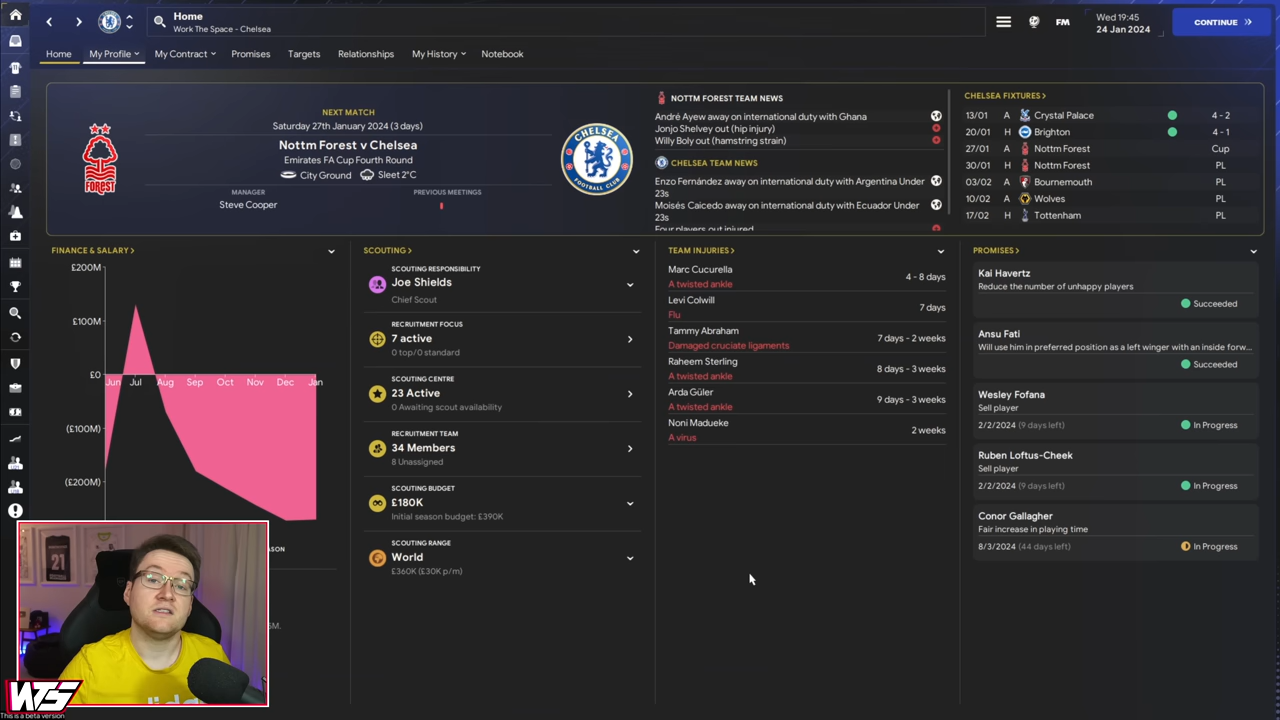 Home
Work The Space - Chelsea
FM
Wed 19:45
24 Jan 2024
CONTINUE
Home
My Profile
My Contract
Promises
Targets
Relationships
My History
Notebook
NEXT MATCH
Saturday 27th January 2024 (3 days)
Nottm Forest v Chelsea
Emirates FA Cup Fourth Round
City Ground
Sleet 2°C
MANAGER
Steve Cooper
PREVIOUS MEETINGS
CHELSEA
FOOTBALL CLUB
FOREST
NOTTM FOREST TEAM NEWS
André Ayew away on international duty with Ghana
Jonjo Shelvey out (hip injury)
Willy Boly out (hamstring strain)
CHELSEA TEAM NEWS
Enzo Fernández away on international duty with Argentina Under
23s
Moisés Caicedo away on international duty with Ecuador Under
23s
Four players out injured
CHELSEA FIXTURES >
13/01 A Crystal Palace 4 - 2
20/01 H Brighton 4 - 1
27/01 A Nottm Forest Cup
30/01 H Nottm Forest PL
03/02 A Bournemouth PL
10/02 A Wolves PL
17/02 H Tottenham PL
FINANCE & SALARY >
£200M
£100M
£0
(£100M)
(£200M)
Jun Jul Aug Sep Oct Nov Dec Jan
SCOUTING >
SCOUTING RESPONSIBILITY
Joe Shields
Chief Scout
RECRUITMENT FOCUS
7 active
0 top/0 standard
SCOUTING CENTRE
23 Active
0 Awaiting scout availability
RECRUITMENT TEAM
34 Members
8 Unassigned
SCOUTING BUDGET
£180K
Initial season budget: £390K
SCOUTING RANGE
World
£360K (£30K p/m)
TEAM INJURIES >
Marc Cucurella
A twisted ankle
4 - 8 days
Levi Colwill
Flu
7 days
Tammy Abraham
Damaged cruciate ligaments
7 days - 2 weeks
Raheem Sterling
A twisted ankle
8 days - 3 weeks
Arda Güler
A twisted ankle
9 days - 3 weeks
Noni Madueke
A virus
2 weeks
PROMISES >
Kai Havertz
Reduce the number of unhappy players
Succeeded
Ansu Fati
Will use him in preferred position as a left winger with an inside forw...
Succeeded
Wesley Fofana
Sell player
2/2/2024 (9 days left)
In Progress
Ruben Loftus-Cheek
Sell player
2/2/2024 (9 days left)
In Progress
Conor Gallagher
Fair increase in playing time
8/3/2024 (44 days left)
In Progress
21
WTS
This is a beta version